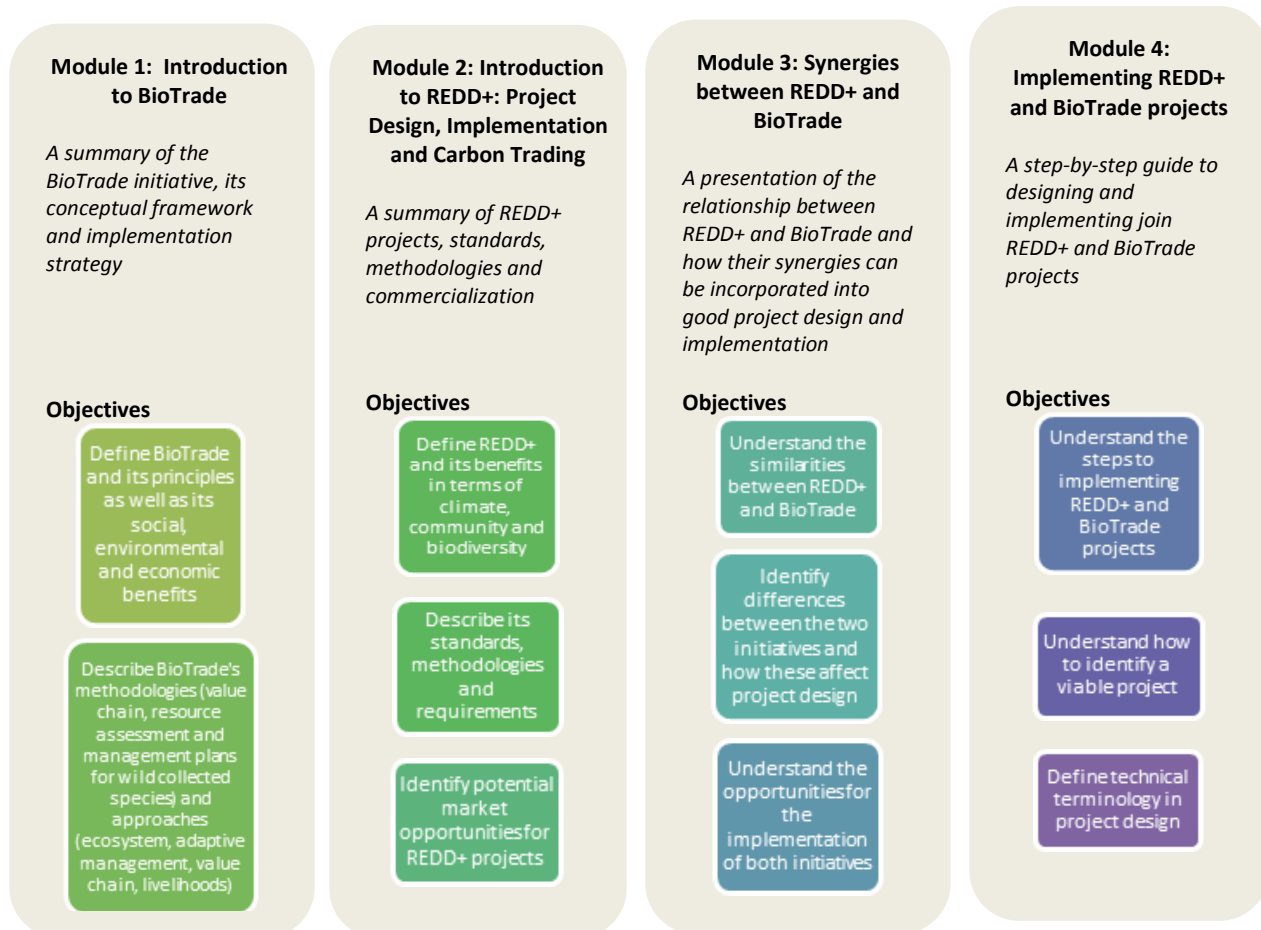 Module 1:  Introduction
to BioTrade
A summary of the
BioTrade initiative, its
conceptual framework
and implementation
strategy
Objectives
Define BioTrade
and its principles
as well as its
social,
environmental
and economic
benefits
Describe BioTrade's
methodologies (value
chain, resource
assessment and
management plans
for wild collected
species) and
approaches
(ecosystem, adaptive
management, value
chain, livelihoods)
Module 2: Introduction
to REDD+: Project
Design, Implementation
and Carbon Trading
A summary of REDD+
projects, standards,
methodologies and
commercialization
Objectives
Define REDD+
and its benefits
in terms of
climate,
community and
biodiversity
Describe its
standards,
methodologies
and
requirements
Identify potential
market
opportunities for
REDD+ projects
Module 3: Synergies
between REDD+ and
BioTrade
A presentation of the
relationship between
REDD+ and BioTrade and
how their synergies can
be incorporated into
good project design and
implementation
Objectives
Understand the
similarities
between REDD+
and BioTrade
Identify
differences
between the two
initiatives and
how these affect
project design
Understand the
opportunities for
the
implementation
of both initiatives
Module 4:
Implementing REDD+
and BioTrade projects
A step-by-step guide to
designing and
implementing join
REDD+ and BioTrade
projects
Objectives
Understand the
steps to
implementing
REDD+ and
BioTrade
projects
Understand how
to identify a
viable project
Define technical
terminology in
project design